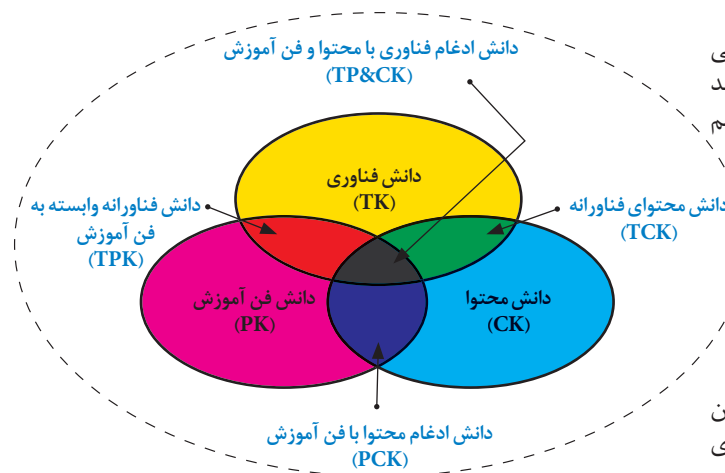 دانش ادغام فناوری با محتوا و فن آموزش
(TP&CK)
دانش فناوری
(TK)
دانش محتوای فناورانه
(TCK)
دانش فناورانه وابسته به
فن آموزش
(TPK)
دانش محتوا
(CK)
دانش فن آموزش
(PK)
دانش ادغام محتوا با فن آموزش
(PCK)